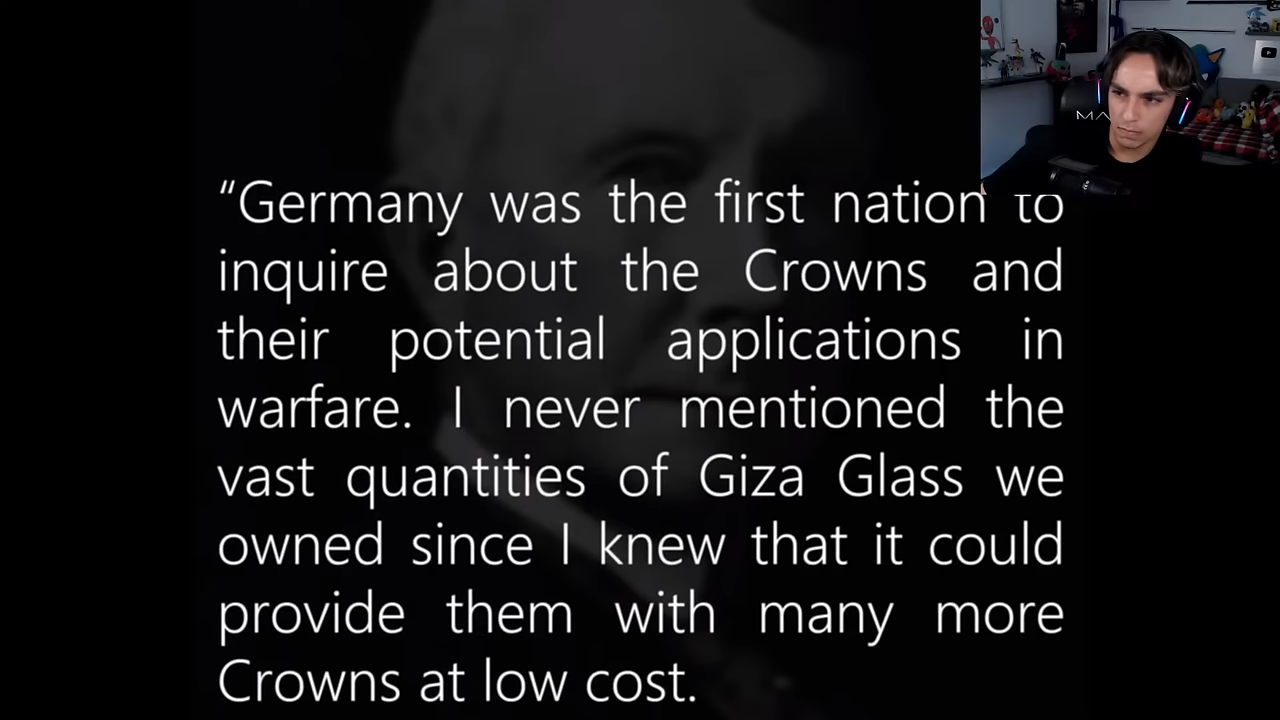 “Germany was the first nation to
inquire about the Crowns and
their potential applications in
warfare. I never mentioned the
vast quantities of Giza Glass we
owned since I knew that it could
provide them with many more
Crowns at low cost.
MA